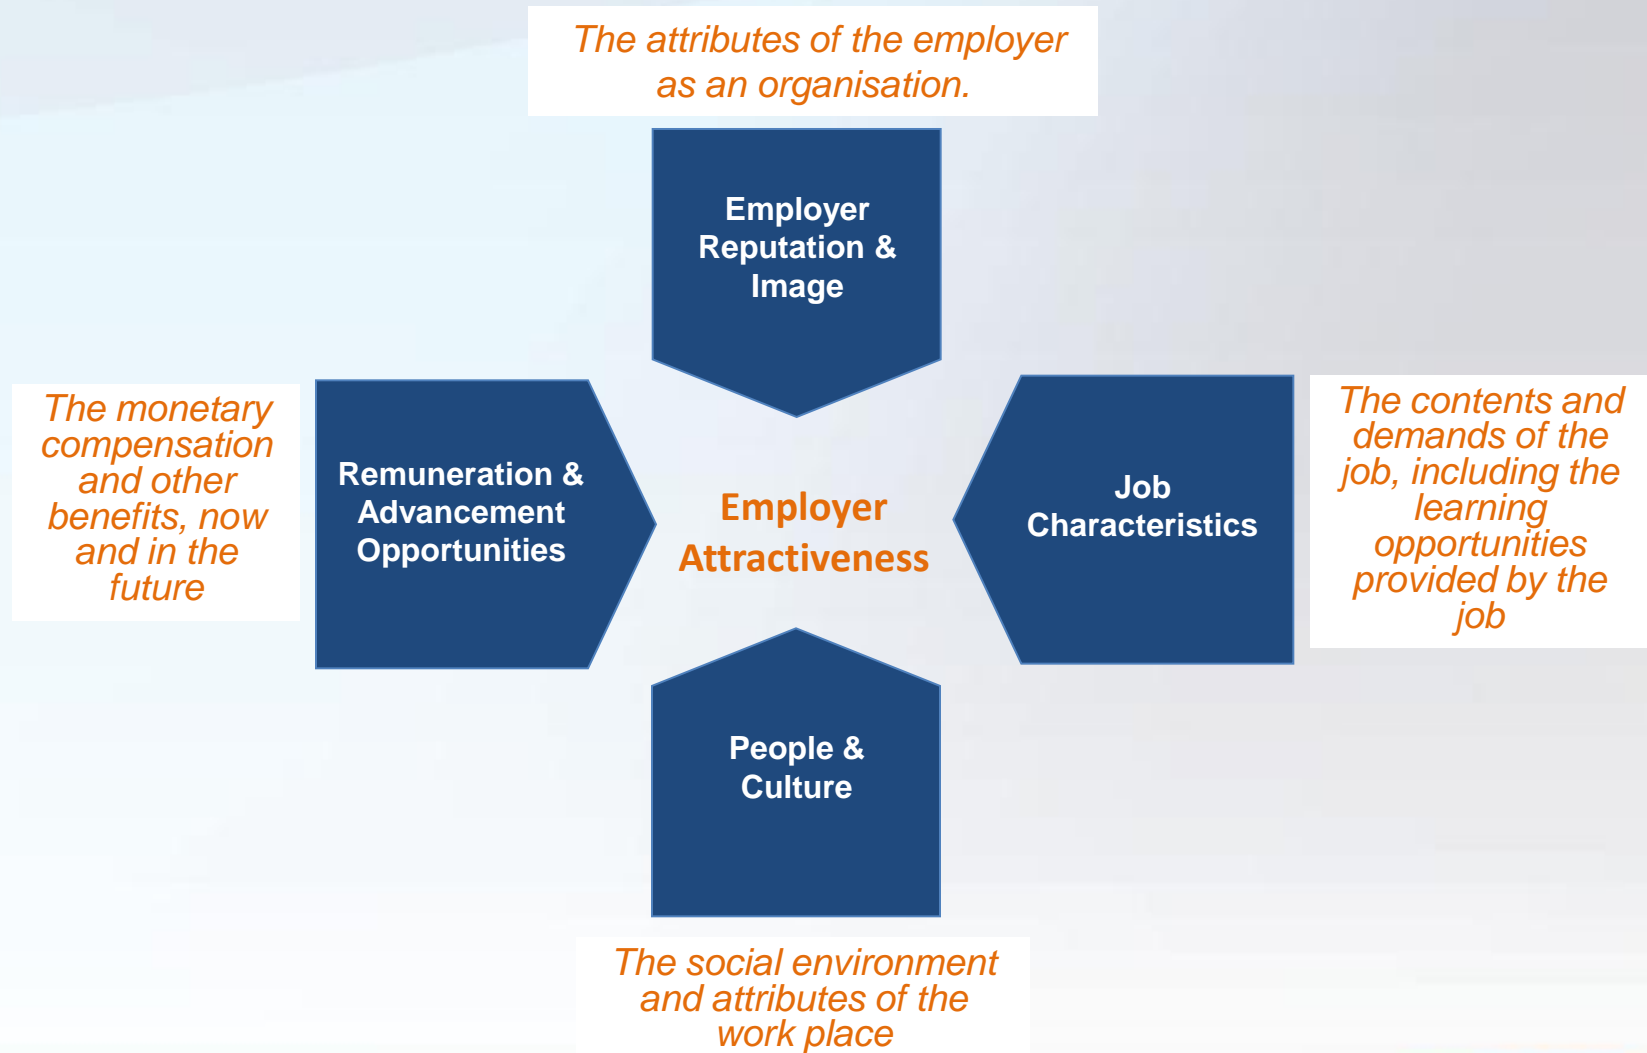 The attributes of the employer
as an organisation.
Employer
Reputation &
Image
The monetary
compensation
and other
benefits, now
and in the
future
Remuneration &
Advancement
Opportunities
Employer
Attractiveness
Job
Characteristics
The contents and
demands of the
job, including the
learning
opportunities
provided by the
job
People &
Culture
The social environment
and attributes of the
work place